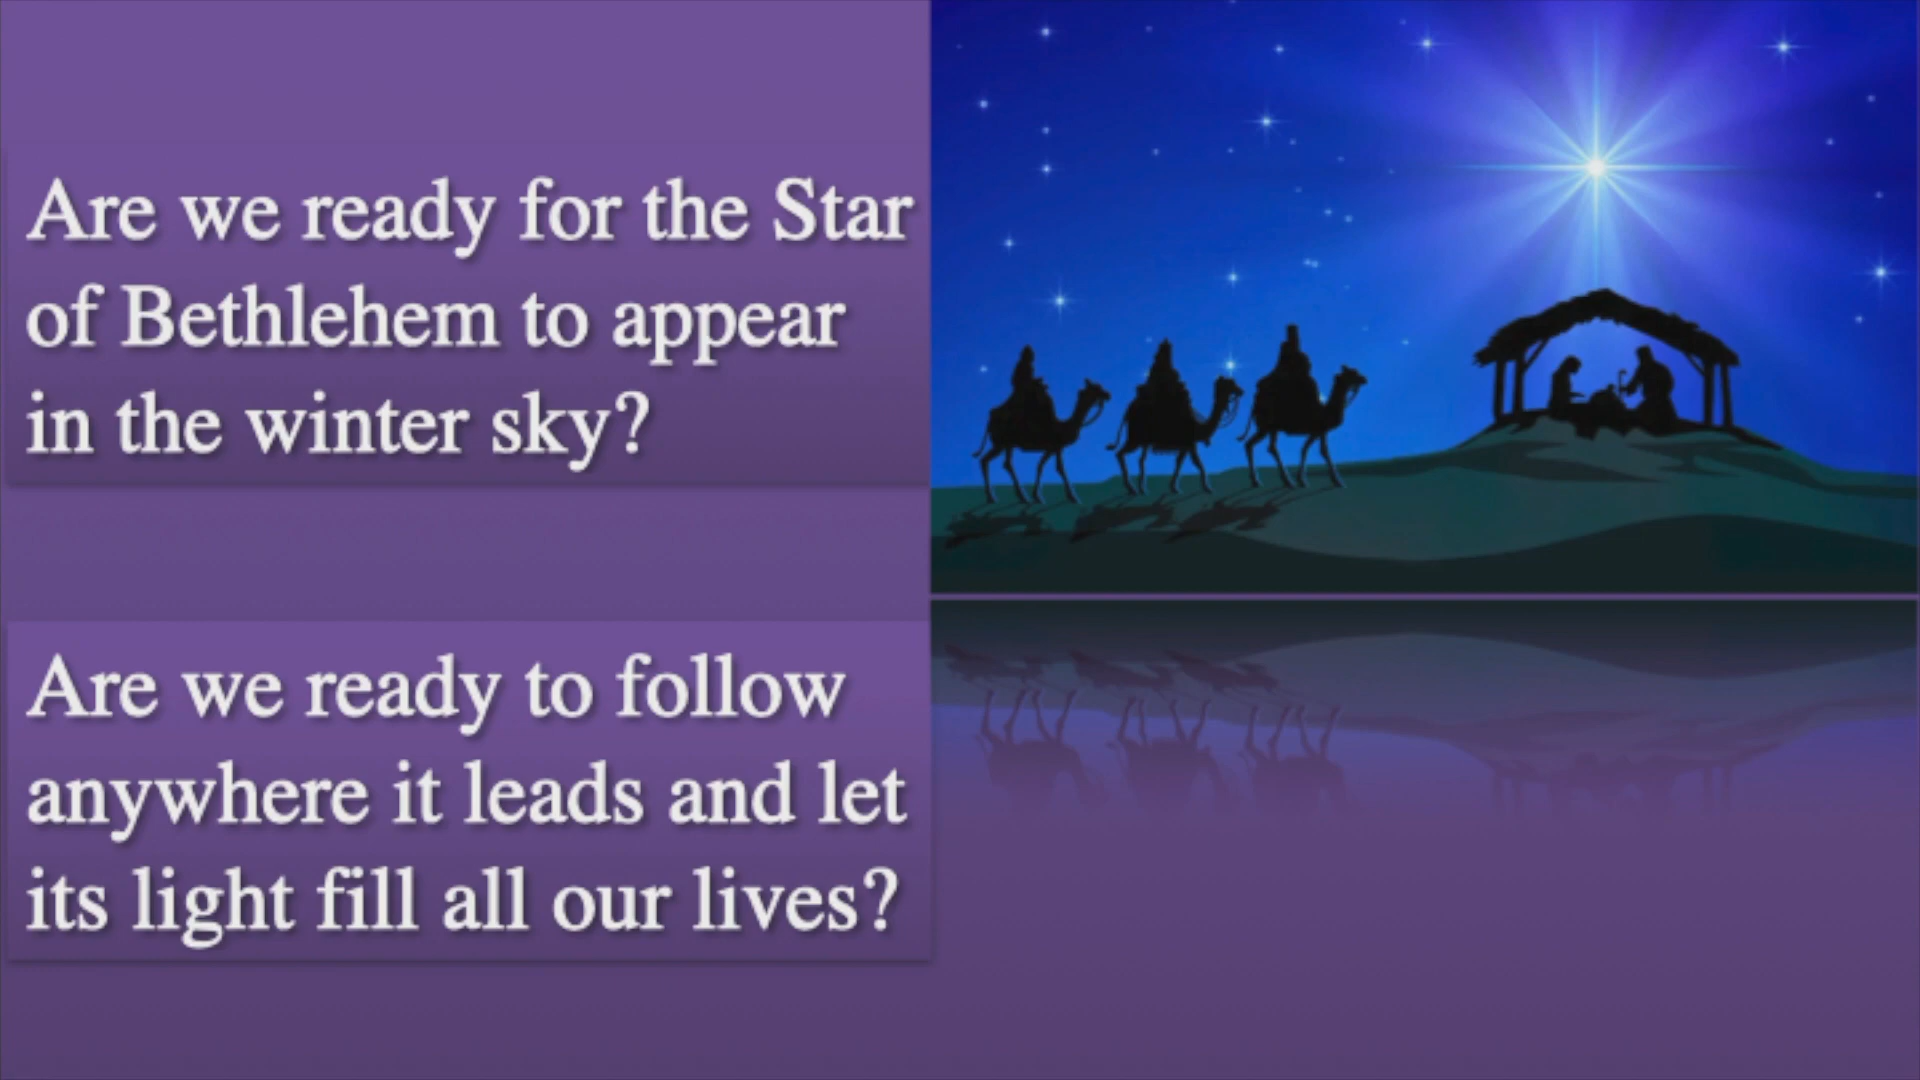 Are we ready for the Star
of Bethlehem to appear
in the winter sky?
Are we ready to follow
anywhere it leads and let
its light fill all our lives?